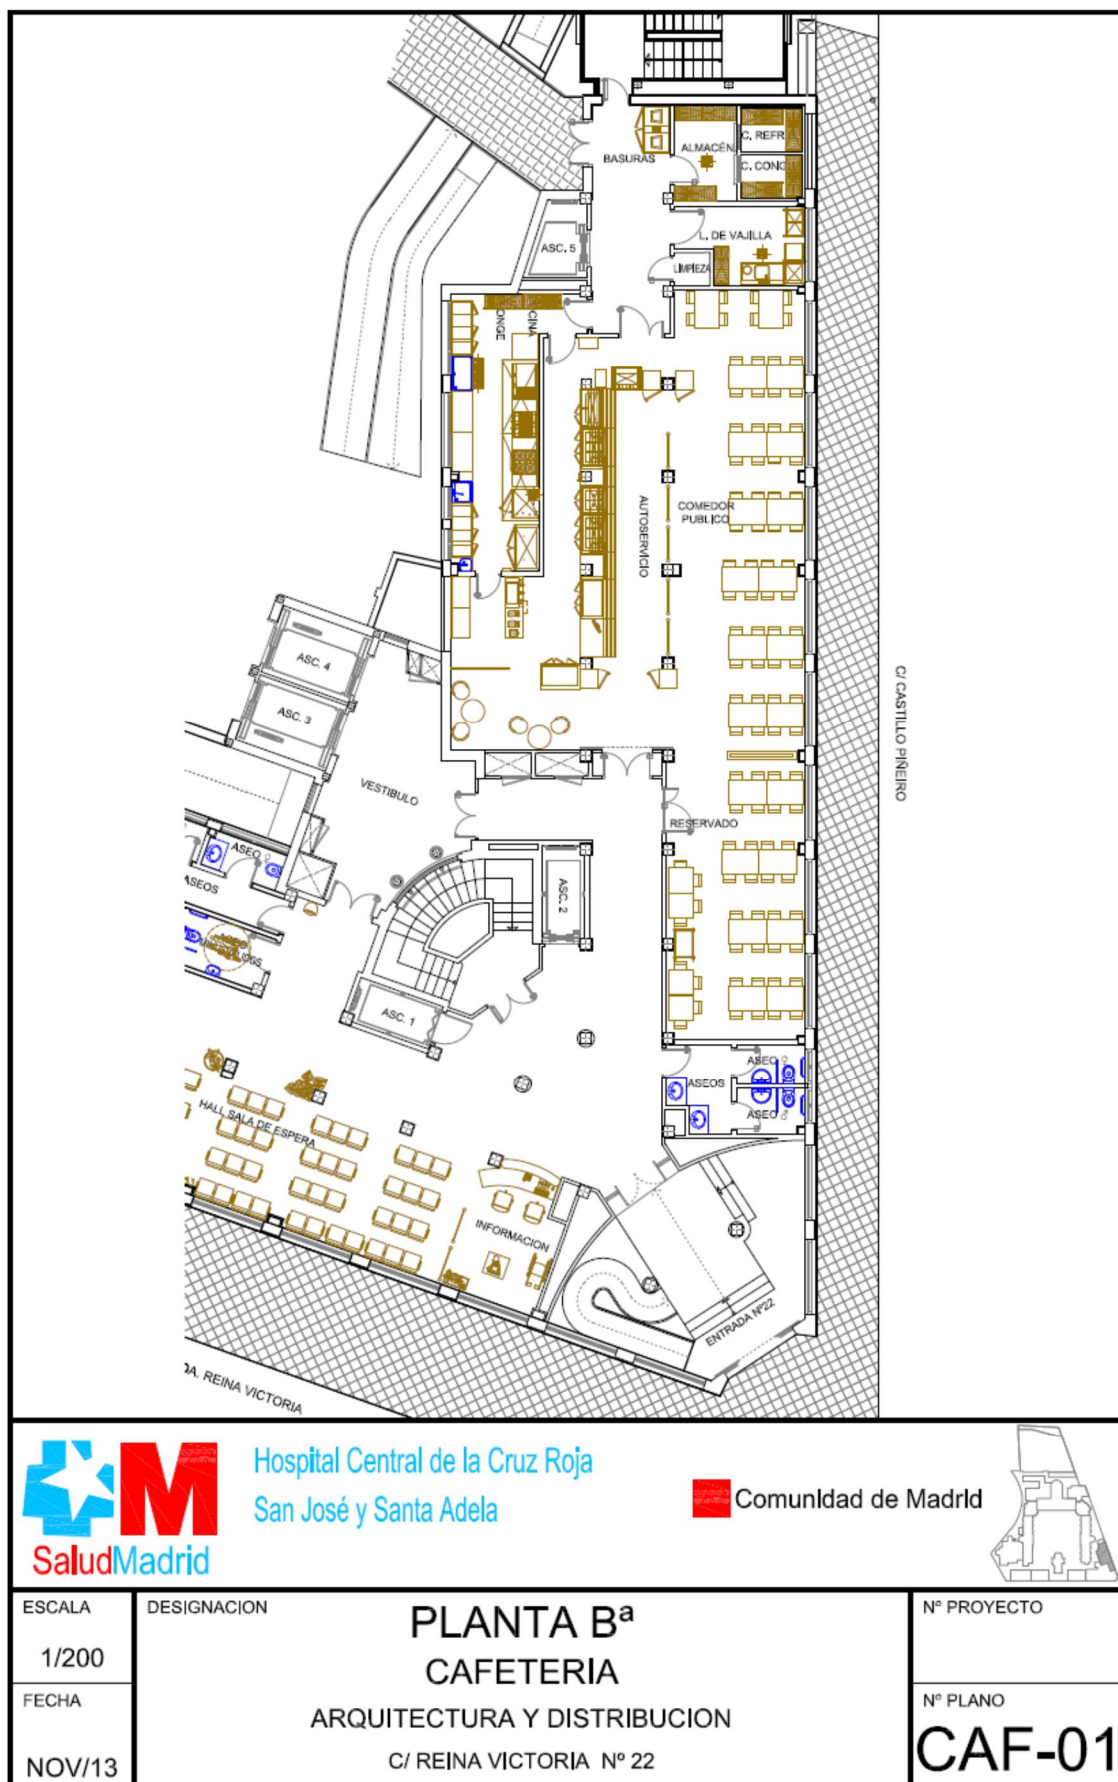 BASURAS
ALMACÉN
C. REFR.
C. CONG.
ASC. 5
L. DE VAJILLA
LIMPIEZA
CINA
ONGE
AUTOSERVICIO
COMEDOR
PUBLICO
ASC. 4
ASC. 3
C/ CASTILLO PIÑEIRO
VESTIBULO
RESERVADO
ASEO
ASEOS
ASC. 2
ASC. 1
ASEO
ASEOS
ASEO
HALL SALA DE ESPERA
INFORMACION
ENTRADA Nº22
DA. REINA VICTORIA
Hospital Central de la Cruz Roja
San José y Santa Adela
SaludMadrid
Comunidad de Madrid
ESCALA
1/200
FECHA
NOV/13
DESIGNACION
PLANTA Bª
CAFETERIA
ARQUITECTURA Y DISTRIBUCION
C/ REINA VICTORIA Nº 22
Nº PROYECTO
Nº PLANO
CAF-01